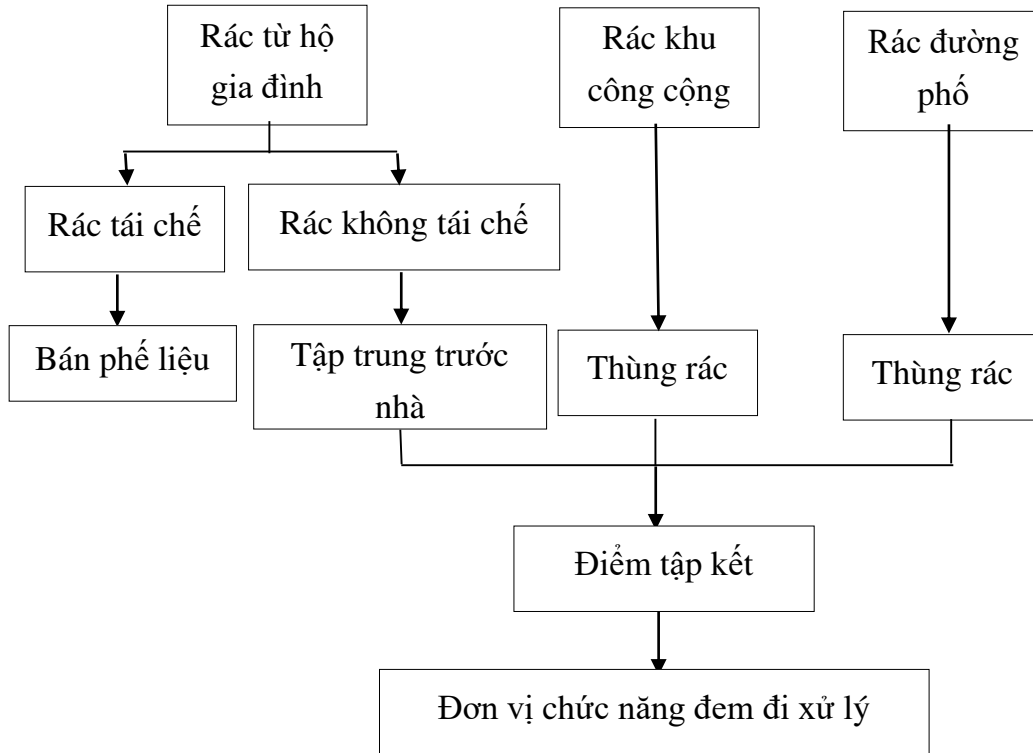 Rác từ hộ
gia đình
Rác khu
công cộng
Rác đường
phố
Rác tái chế
Rác không tái chế
Bán phế liệu
Tập trung trước
nhà
Thùng rác
Thùng rác
Điểm tập kết
Đơn vị chức năng đem đi xử lý